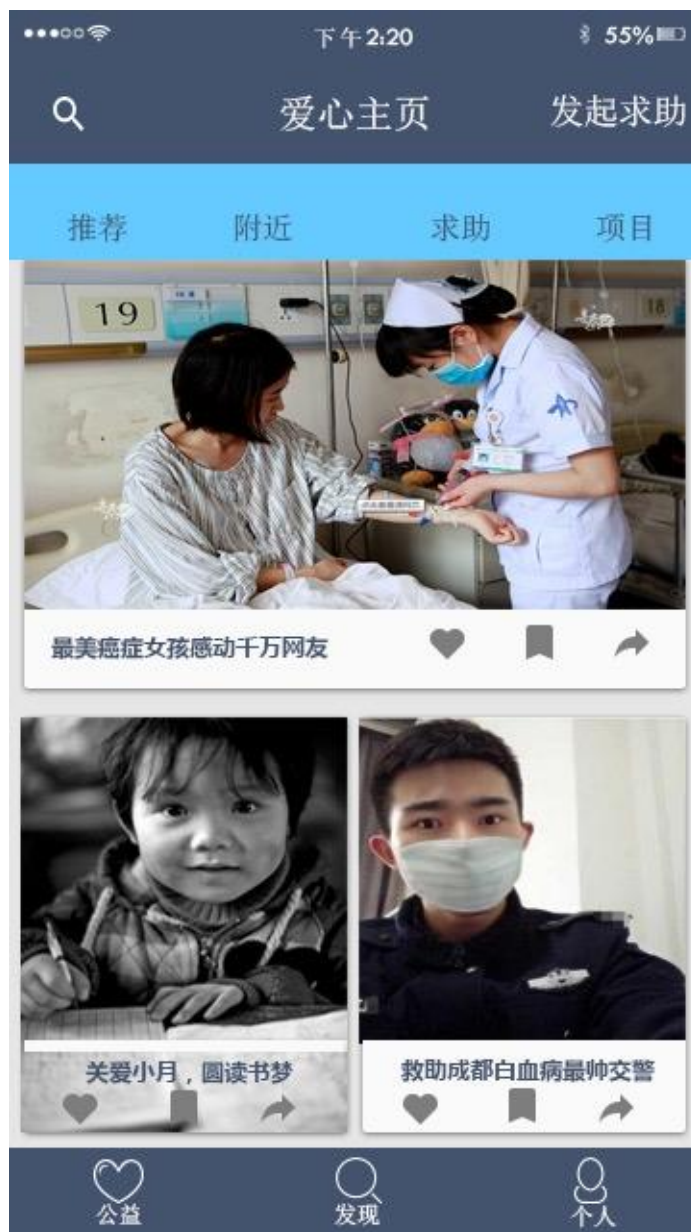 下午2:20
55%
爱心主页
发起求助
推荐 附近 求助 项目
19
18
最美癌症女孩感动千万网友
关爱小月，圆读书梦
救助成都白血病最帅交警
公益 发现 个人